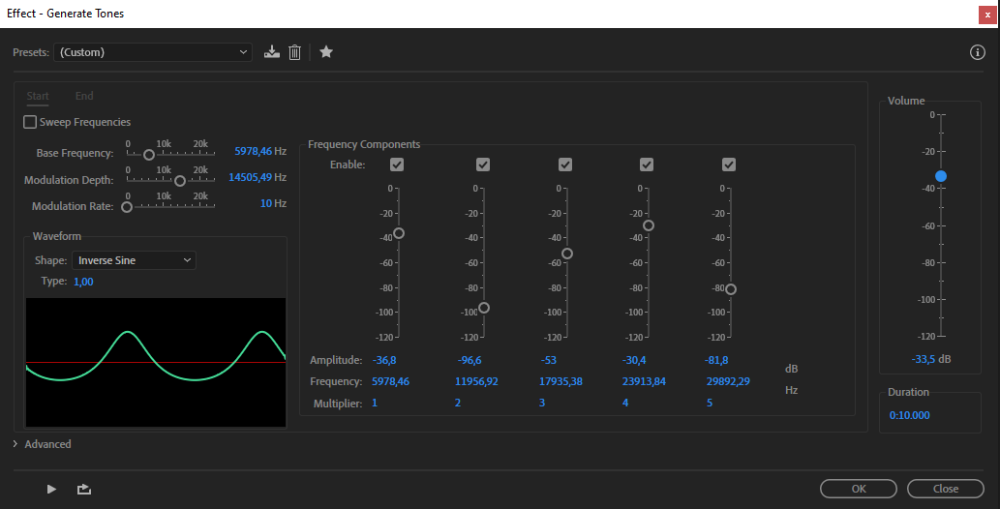 Effect - Generate Tones
x
Presets: (Custom)
Start End
Sweep Frequencies
0 10k 20k
Base Frequency: 5978,46 Hz
0 10k 20k
Modulation Depth: 14505,49 Hz
0 10k 20k
Modulation Rate: 10 Hz
Waveform
Shape: Inverse Sine
Type: 1,00
Frequency Components
Enable:
0 0 0 0 0
-20 -20 -20 -20 -20
-40 -40 -40 -40 -40
-60 -60 -60 -60 -60
-80 -80 -80 -80 -80
-100 -100 -100 -100 -100
-120 -120 -120 -120 -120
Amplitude: -36,8 -96,6 -53 -30,4 -81,8 dB
Frequency: 5978,46 11956,92 17935,38 23913,84 29892,29 Hz
Multiplier: 1 2 3 4 5
Volume
0
-20
-40
-60
-80
-100
-120
-33,5 dB
Duration
0:10.000
Advanced
OK Close